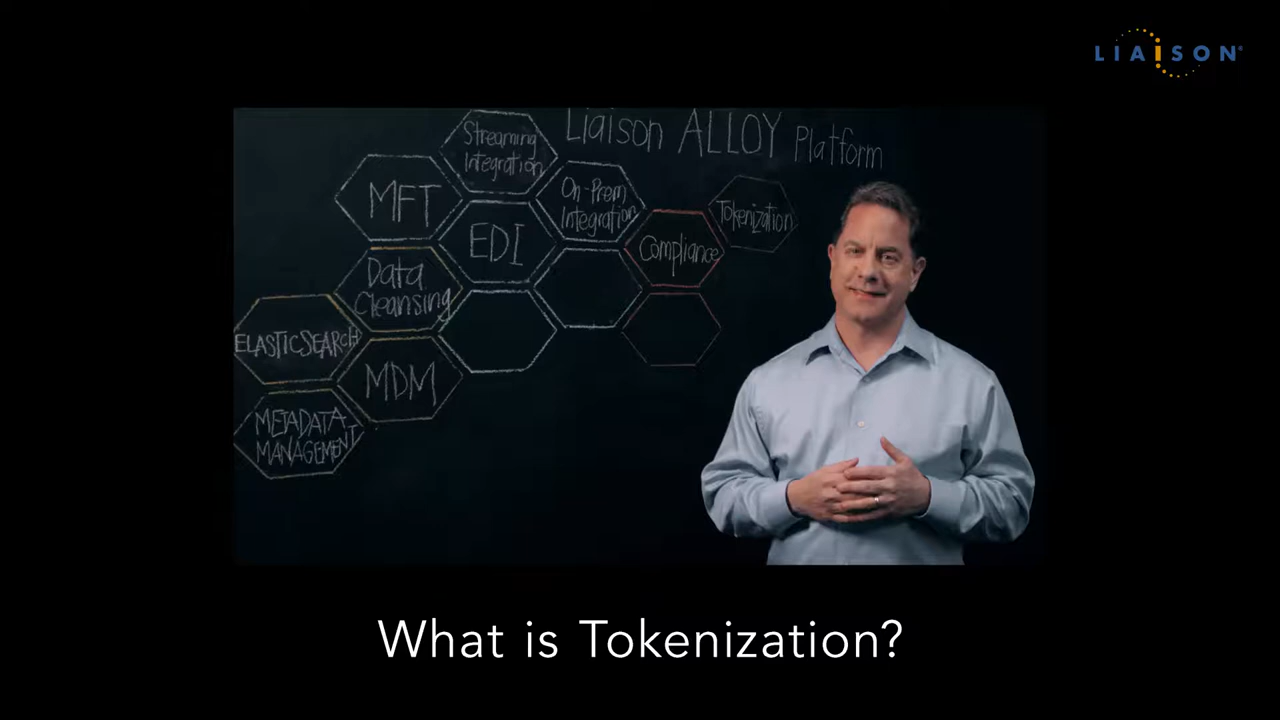 LIAISON
Liaison ALLOY Platform
Streaming
Integration
MFT
On-Prem
Integration
Tokenization
EDI
Compliance
Data
Cleansing
ELASTICSEARCH
MDM
METADATA
MANAGEMENT
What is Tokenization?